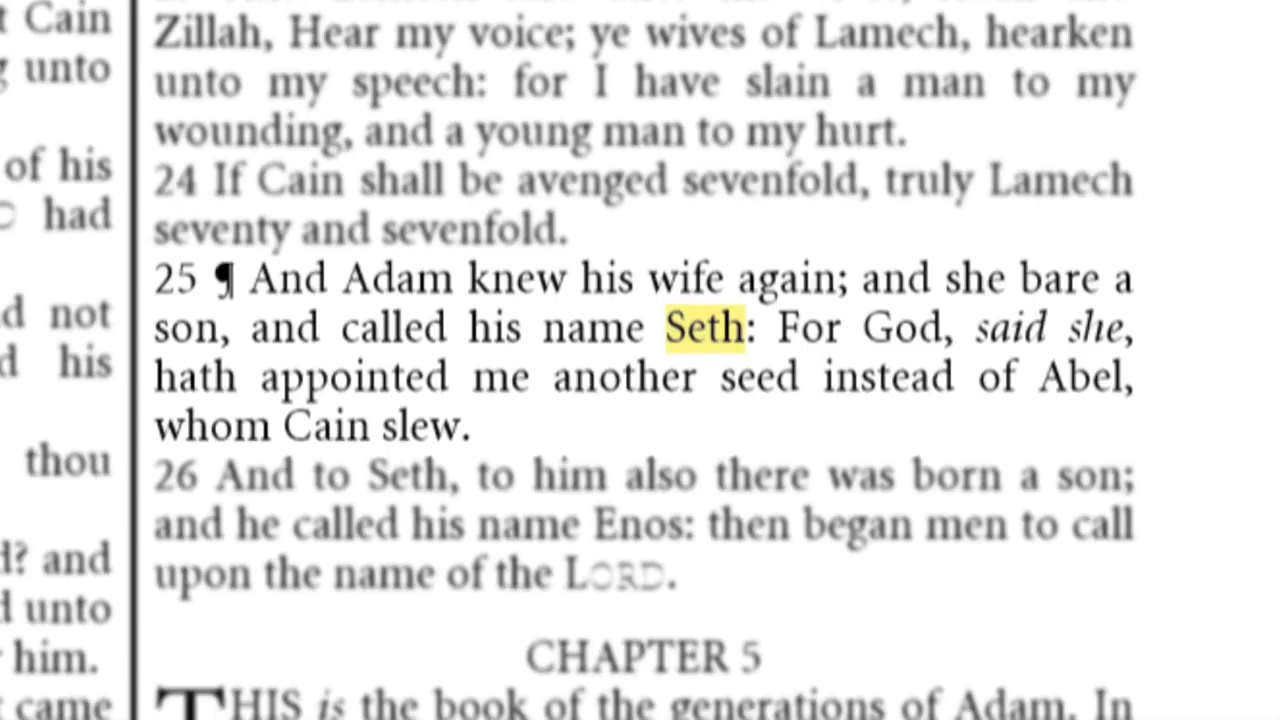 t Cain
unto
of his
had
d not
d his
thou
d? and
d unto
him.
came
Zillah, Hear my voice; ye wives of Lamech, hearken
unto my speech: for I have slain a man to my
wounding, and a young man to my hurt.
24 If Cain shall be avenged sevenfold, truly Lamech
seventy and sevenfold.
25 ¶ And Adam knew his wife again; and she bare a
son, and called his name Seth: For God, said she,
hath appointed me another seed instead of Abel,
whom Cain slew.
26 And to Seth, to him also there was born a son;
and he called his name Enos: then began men to call
upon the name of the LORD.
CHAPTER 5
THIS is the book of the generations of Adam. In